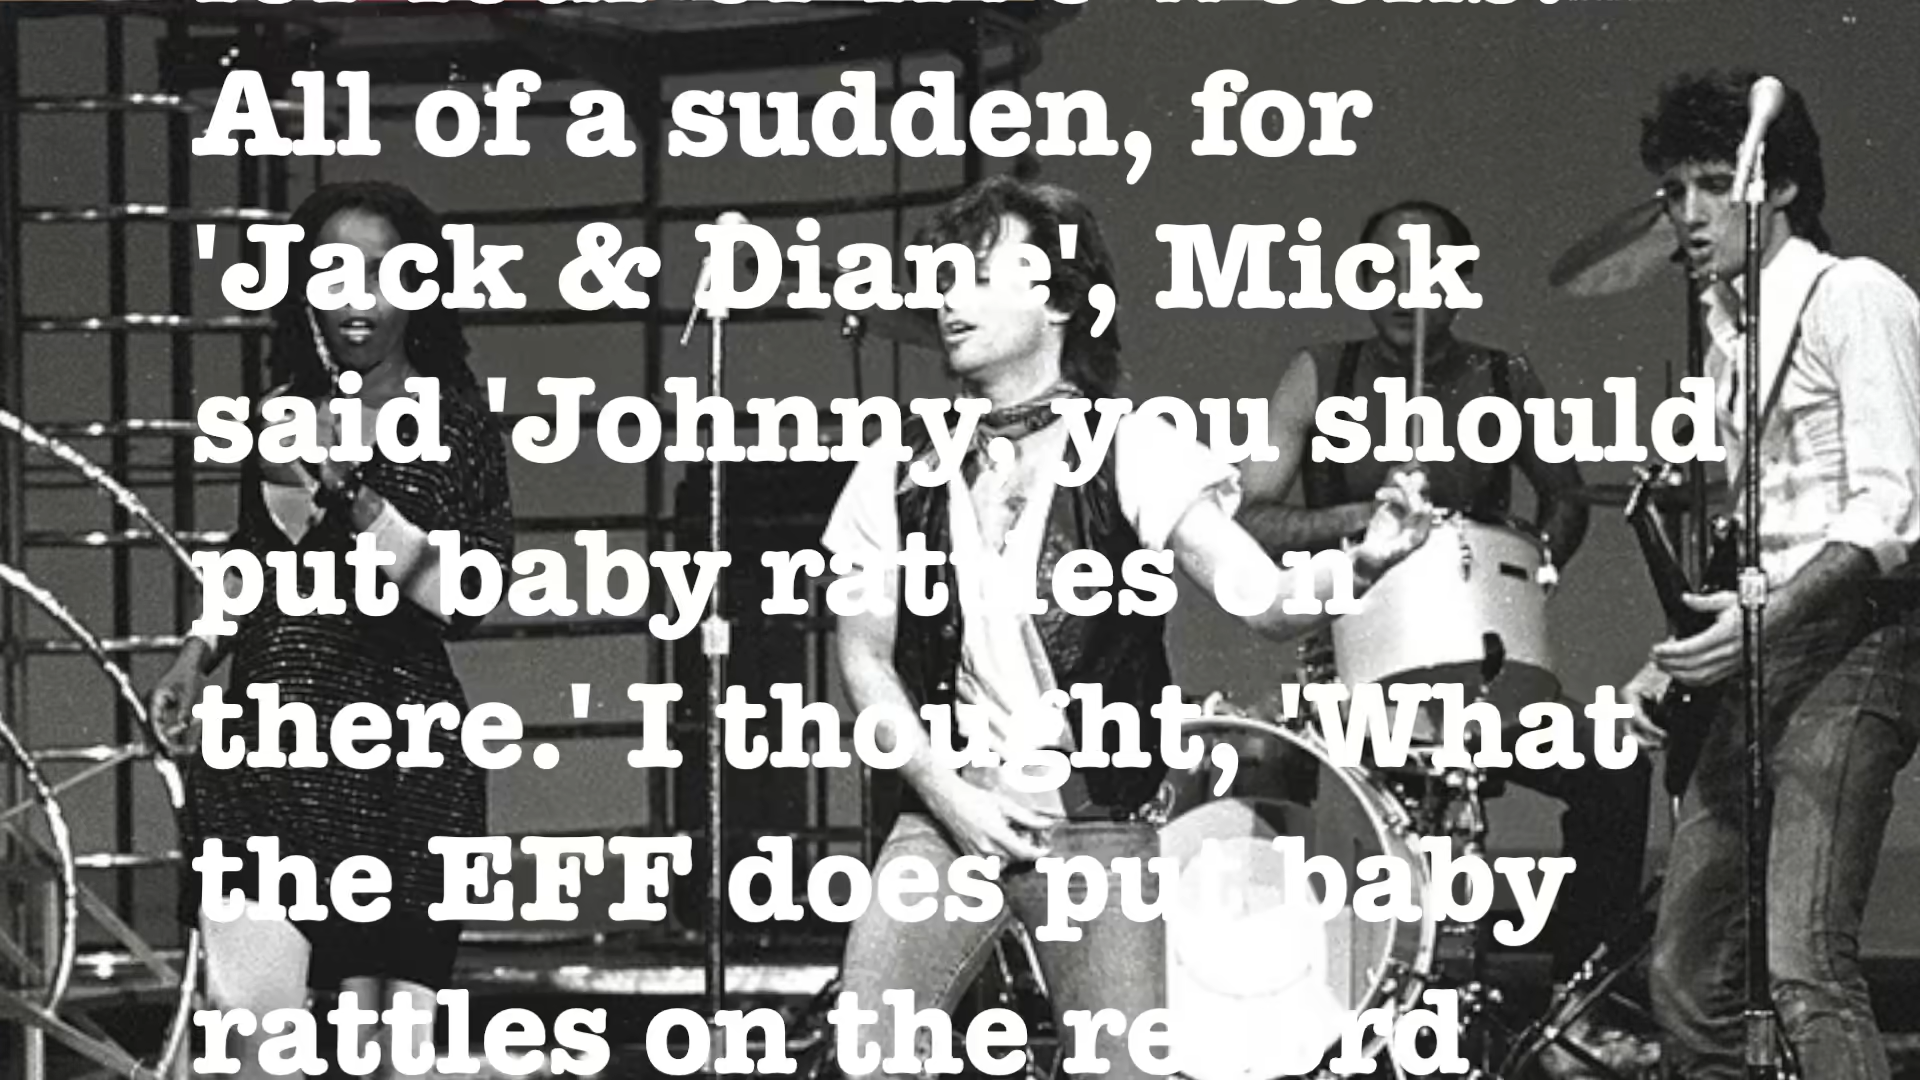 All of a sudden, for
'Jack & Diane', Mick
said 'Johnny, you should
put baby rattles on
there.' I thought, 'What
the EFF does put baby
rattles on the record